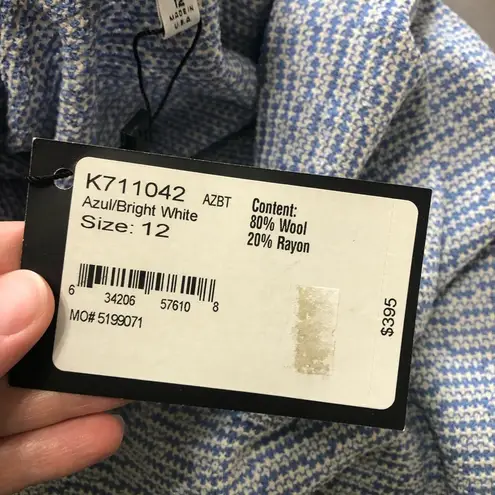 12
MADE IN
U.S.A
K711042 AZBT
Azul/Bright White
Size: 12
Content:
80% Wool
20% Rayon
6 34206 57610 8
MO# 5199071
$395